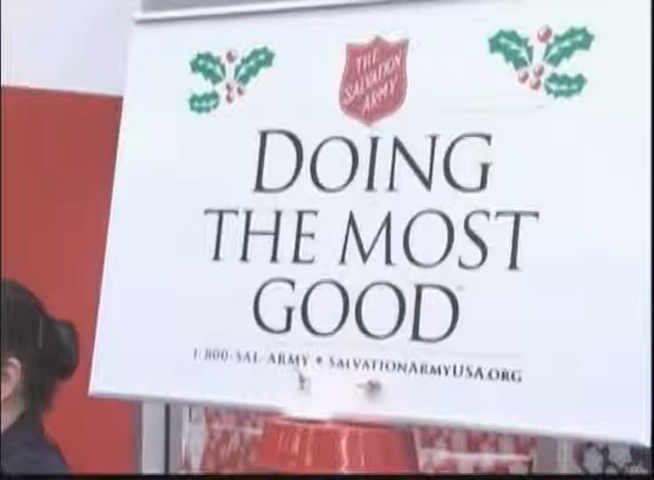 THE
SALVATION
ARMY
DOING
THE MOST
GOOD
1-800-SAL-ARMY • SALVATIONARMYUSA.ORG